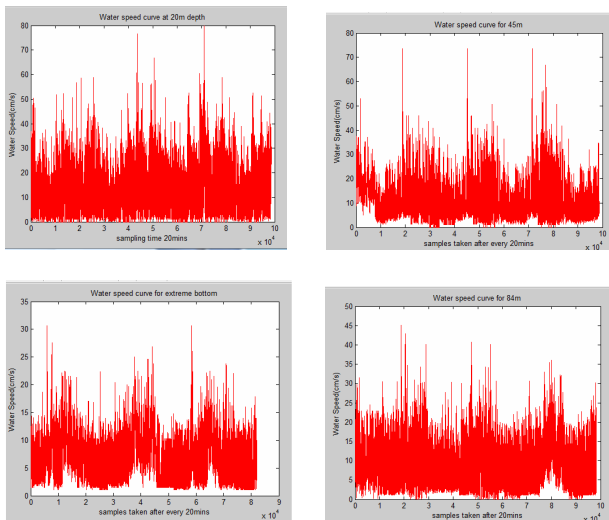 Water speed curve at 20m depth
80
70
60
50
40
30
20
10
0
Water Speed(cm/s)
0 1 2 3 4 5 6 7 8 9 10
sampling time 20mins
x 10^4
Water speed curve for 45m
80
70
60
50
40
30
20
10
0
Water Speed(cm/s)
0 1 2 3 4 5 6 7 8 9 10
samples taken after every 20mins
x 10^4
Water speed curve for extreme bottom
35
30
25
20
15
10
5
0
Water Speed(cm/s)
0 1 2 3 4 5 6 7 8 9
samples taken after every 20mins
x 10^4
Water speed curve for 84m
50
45
40
35
30
25
20
15
10
5
0
Water Speed(cm/s)
0 1 2 3 4 5 6 7 8 9 10
samples taken after every 20mins
x 10^4